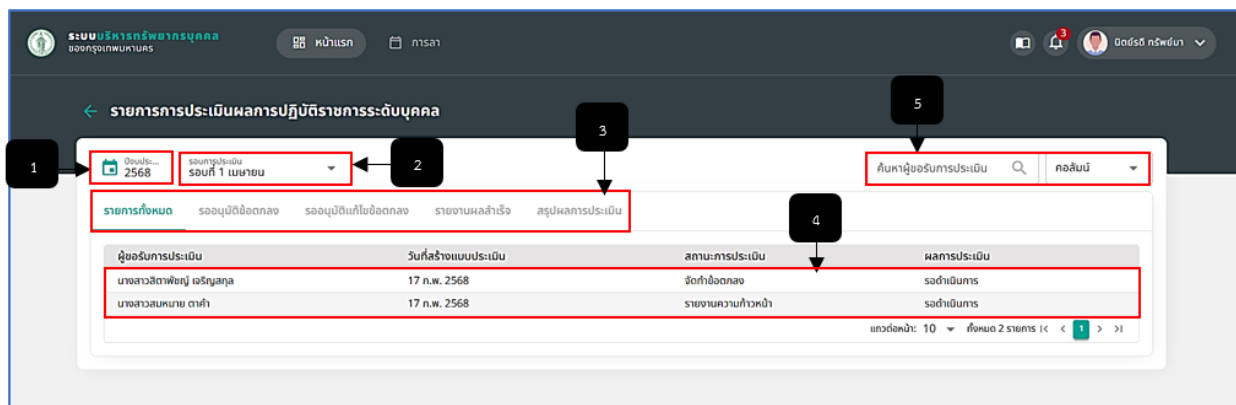 ระบบบริหารทรัพยากรบุคคล
ของกรุงเทพมหานคร
หน้าแรก
การลา
3
นิตย์รดี ทรัพย์มา
รายการการประเมินผลการปฏิบัติราชการระดับบุคคล
5
3
1
ปีงบประ...
2568
รอบการประเมิน
รอบที่ 1 เมษายน
2
ค้นหาผู้ขอรับการประเมิน
คอลัมน์
รายการทั้งหมด
รออนุมัติข้อตกลง
รออนุมัติแก้ไขข้อตกลง
รายงานผลสำเร็จ
สรุปผลการประเมิน
4
ผู้ขอรับการประเมิน วันที่สร้างแบบประเมิน สถานะการประเมิน ผลการประเมิน
นางสาวสิตาพัชญ์ เจริญสกุล 17 ก.พ. 2568 จัดทำข้อตกลง รอดำเนินการ
นางสาวสมหมาย ตาคำ 17 ก.พ. 2568 รายงานความก้าวหน้า รอดำเนินการ
แถวต่อหน้า: 10 ทั้งหมด 2 รายการ |< < 1 > >|